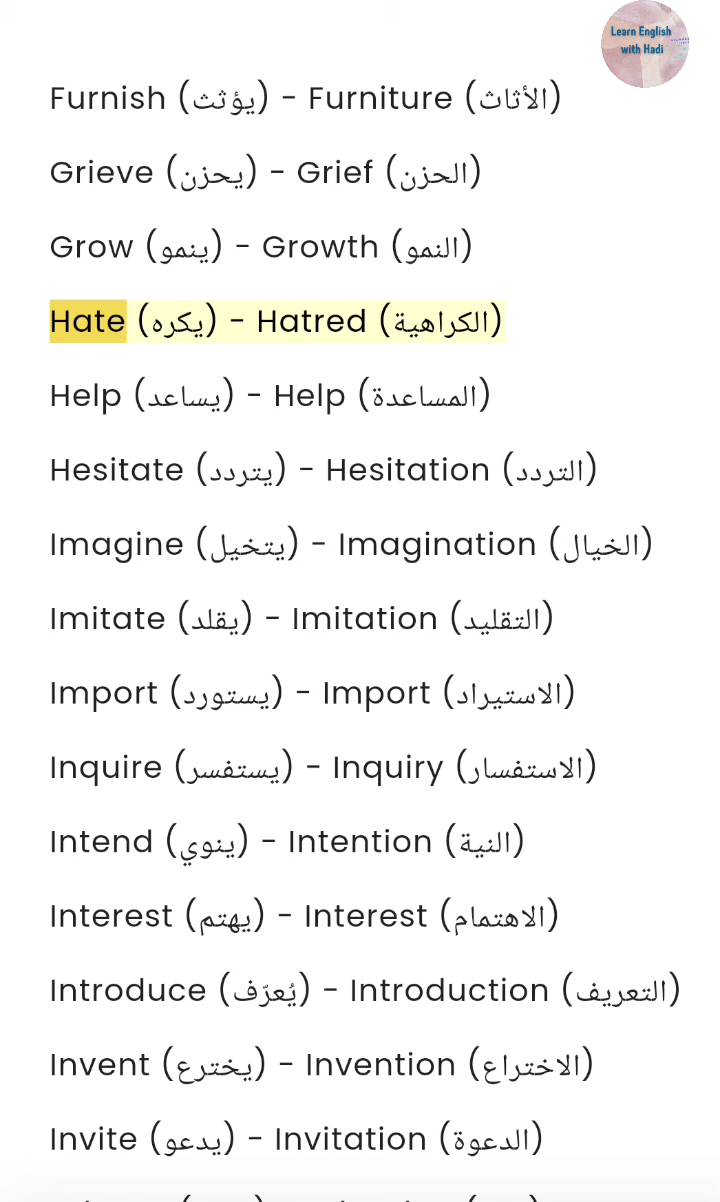 Learn English
with Hadi
Furnish (يؤثث) - Furniture (الأثاث)
Grieve (يحزن) - Grief (الحزن)
Grow (ينمو) - Growth (النمو)
Hate (يكره) - Hatred (الكراهية)
Help (يساعد) - Help (المساعدة)
Hesitate (يتردد) - Hesitation (التردد)
Imagine (يتخيل) - Imagination (الخيال)
Imitate (يقلد) - Imitation (التقليد)
Import (يستورد) - Import (الاستيراد)
Inquire (يستفسر) - Inquiry (الاستفسار)
Intend (ينوي) - Intention (النية)
Interest (يهتم) - Interest (الاهتمام)
Introduce (يُعرّف) - Introduction (التعريف)
Invent (يخترع) - Invention (الاختراع)
Invite (يدعو) - Invitation (الدعوة)